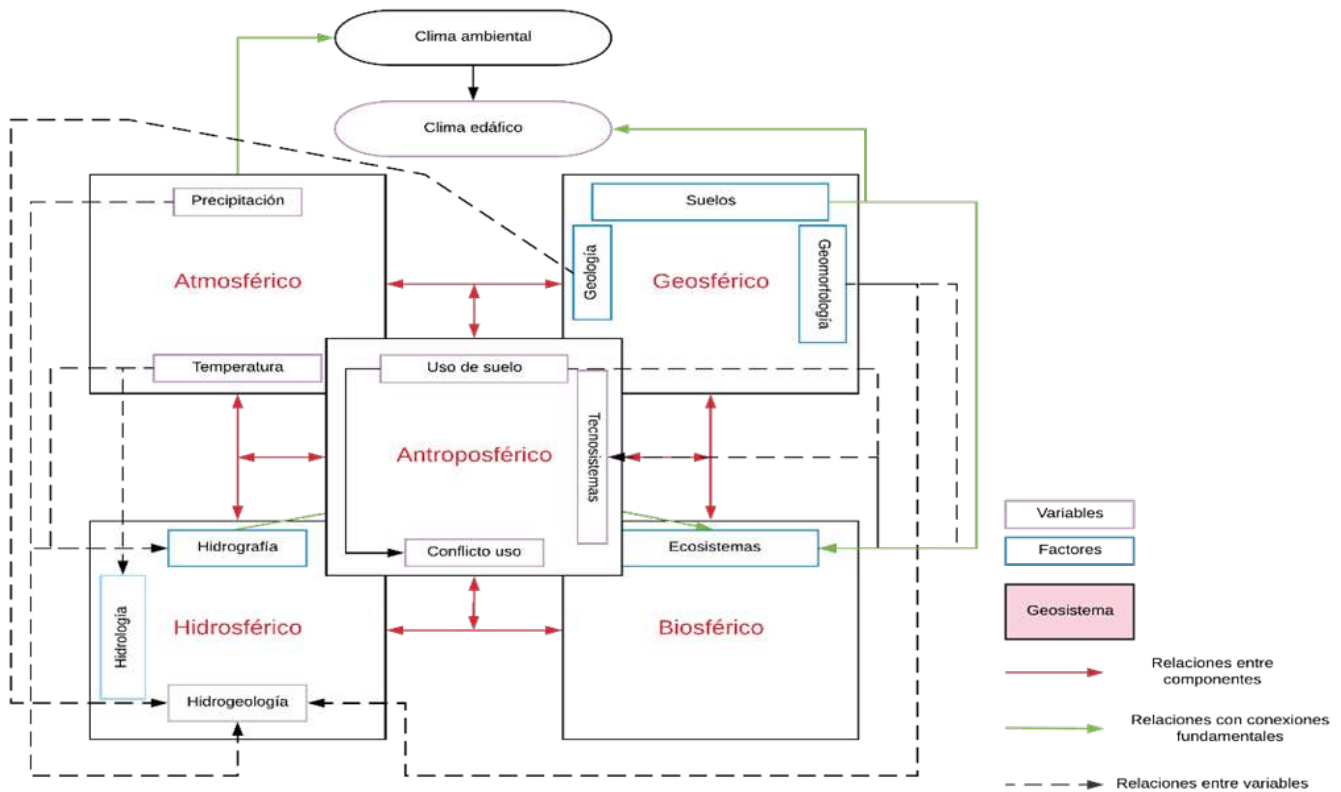 Clima ambiental
Clima edáfico
Precipitación
Suelos
Geología
Geomorfología
Atmosférico
Geosférico
Temperatura
Uso de suelo
Tecnosistemas
Antroposférico
Hidrografía
Conflicto uso
Ecosistemas
Hidrología
Hidrosférico
Biosférico
Hidrogeología
Variables
Factores
Geosistema
Relaciones entre
componentes
Relaciones con conexiones
fundamentales
Relaciones entre variables